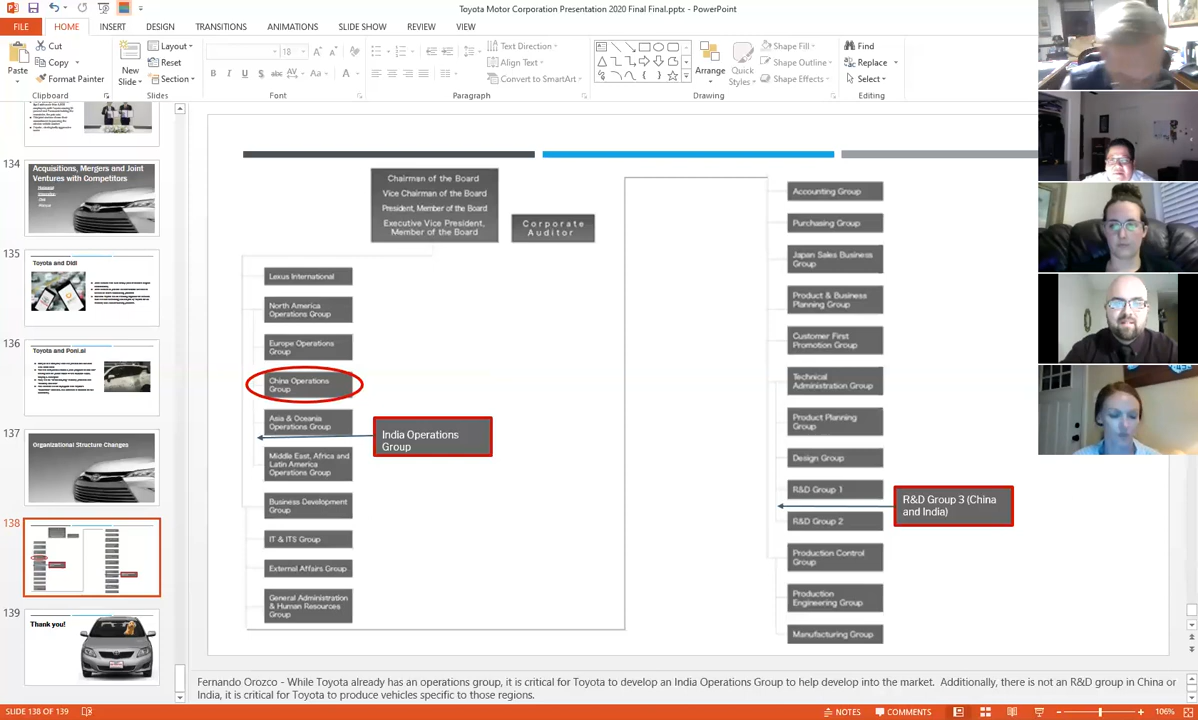 Toyota Motor Corporation Presentation 2020 Final Final.pptx - PowerPoint
FILE
HOME
INSERT
DESIGN
TRANSITIONS
ANIMATIONS
SLIDE SHOW
REVIEW
VIEW
Cut
Copy
Format Painter
Paste
Clipboard
New
Slide
Layout
Reset
Section
Slides
18
B I U S abc AV Aa A
Font
Text Direction
Align Text
Convert to SmartArt
Paragraph
Arrange
Quick
Styles
Shape Fill
Shape Outline
Shape Effects
Drawing
Find
Replace
Select
Editing
134
Acquisitions, Mergers and Joint
Ventures with Competitors
135
Toyota and Didi
136
Toyota and Poni.ai
137
Organizational Structure Changes
138
139
Thank you!
Chairman of the Board
Vice Chairman of the Board
President, Member of the Board
Executive Vice President,
Member of the Board
Corporate
Auditor
Lexus International
North America
Operations Group
Europe Operations
Group
China Operations
Group
Asia & Oceania
Operations Group
India Operations
Group
Middle East, Africa and
Latin America
Operations Group
Business Development
Group
IT & ITS Group
External Affairs Group
General Administration
& Human Resources
Group
Accounting Group
Purchasing Group
Japan Sales Business
Group
Product & Business
Planning Group
Customer First
Promotion Group
Technical
Administration Group
Product Planning
Group
Design Group
R&D Group 1
R&D Group 3 (China
and India)
R&D Group 2
Production Control
Group
Production
Engineering Group
Manufacturing Group
Fernando Orozco - While Toyota already has an operations group, it is critical for Toyota to develop an India Operations Group to help develop into the market.  Additionally, there is not an R&D group in China or
India, it is critical for Toyota to produce vehicles specific to those regions.
SLIDE 138 OF 139
NOTES
COMMENTS
106%